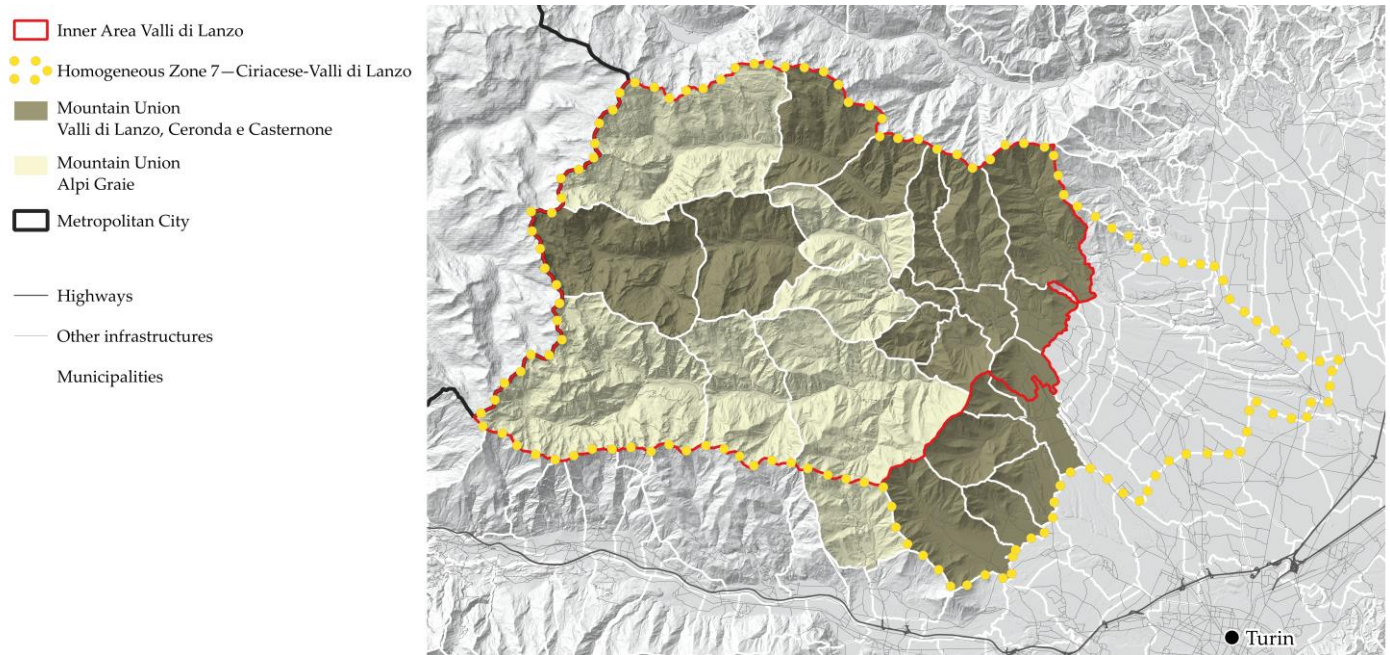 Inner Area Valli di Lanzo
Homogeneous Zone 7—Ciriacese-Valli di Lanzo
Mountain Union
Valli di Lanzo, Ceronda e Casternone
Mountain Union
Alpi Graie
Metropolitan City
Highways
Other infrastructures
Municipalities
Turin